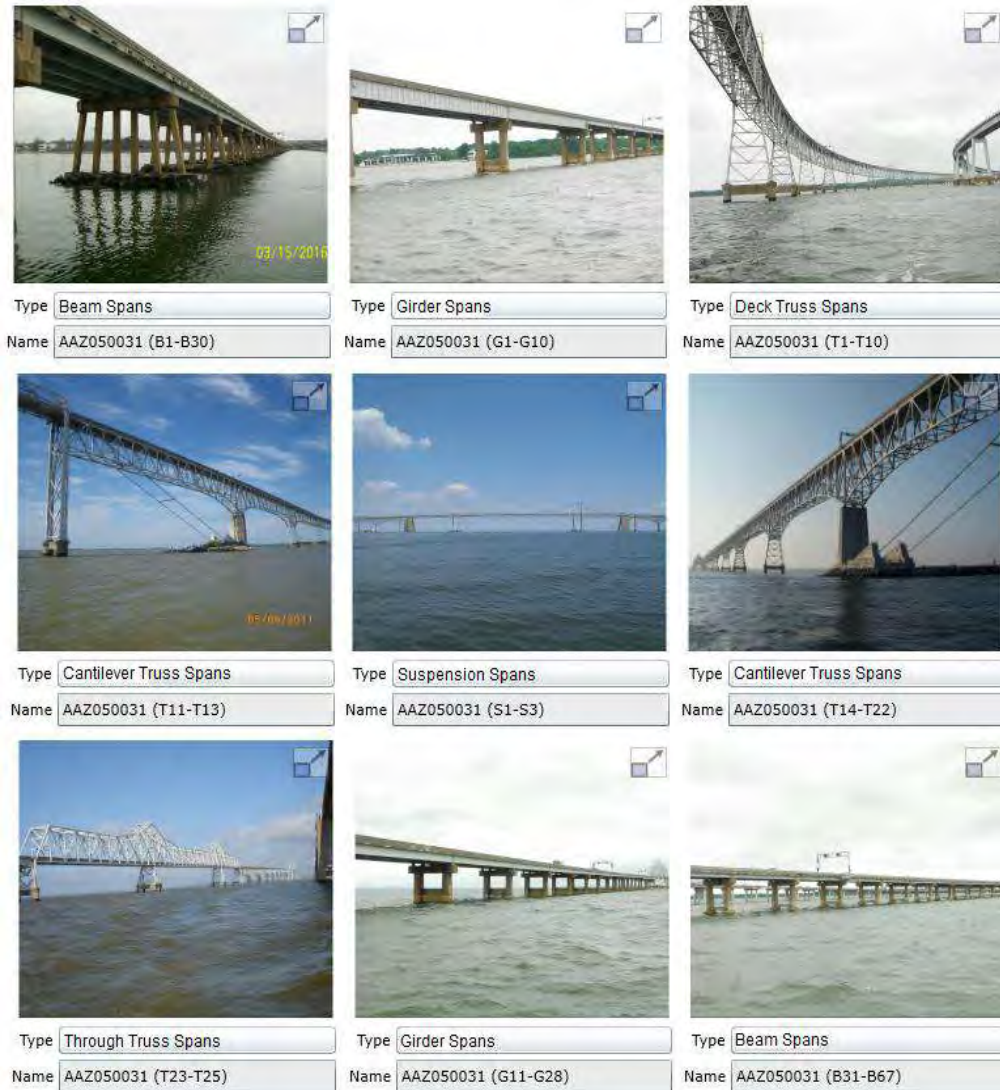 03/15/2016
Type Beam Spans
Name AAZ050031 (B1-B30)
Type Girder Spans
Name AAZ050031 (G1-G10)
Type Deck Truss Spans
Name AAZ050031 (T1-T10)
05/06/2011
Type Cantilever Truss Spans
Name AAZ050031 (T11-T13)
Type Suspension Spans
Name AAZ050031 (S1-S3)
Type Cantilever Truss Spans
Name AAZ050031 (T14-T22)
Type Through Truss Spans
Name AAZ050031 (T23-T25)
Type Girder Spans
Name AAZ050031 (G11-G28)
Type Beam Spans
Name AAZ050031 (B31-B67)